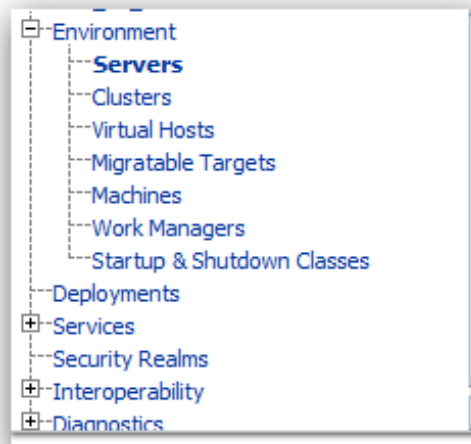 Environment
Servers
Clusters
Virtual Hosts
Migratable Targets
Machines
Work Managers
Startup & Shutdown Classes
Deployments
Services
Security Realms
Interoperability
Diagnostics